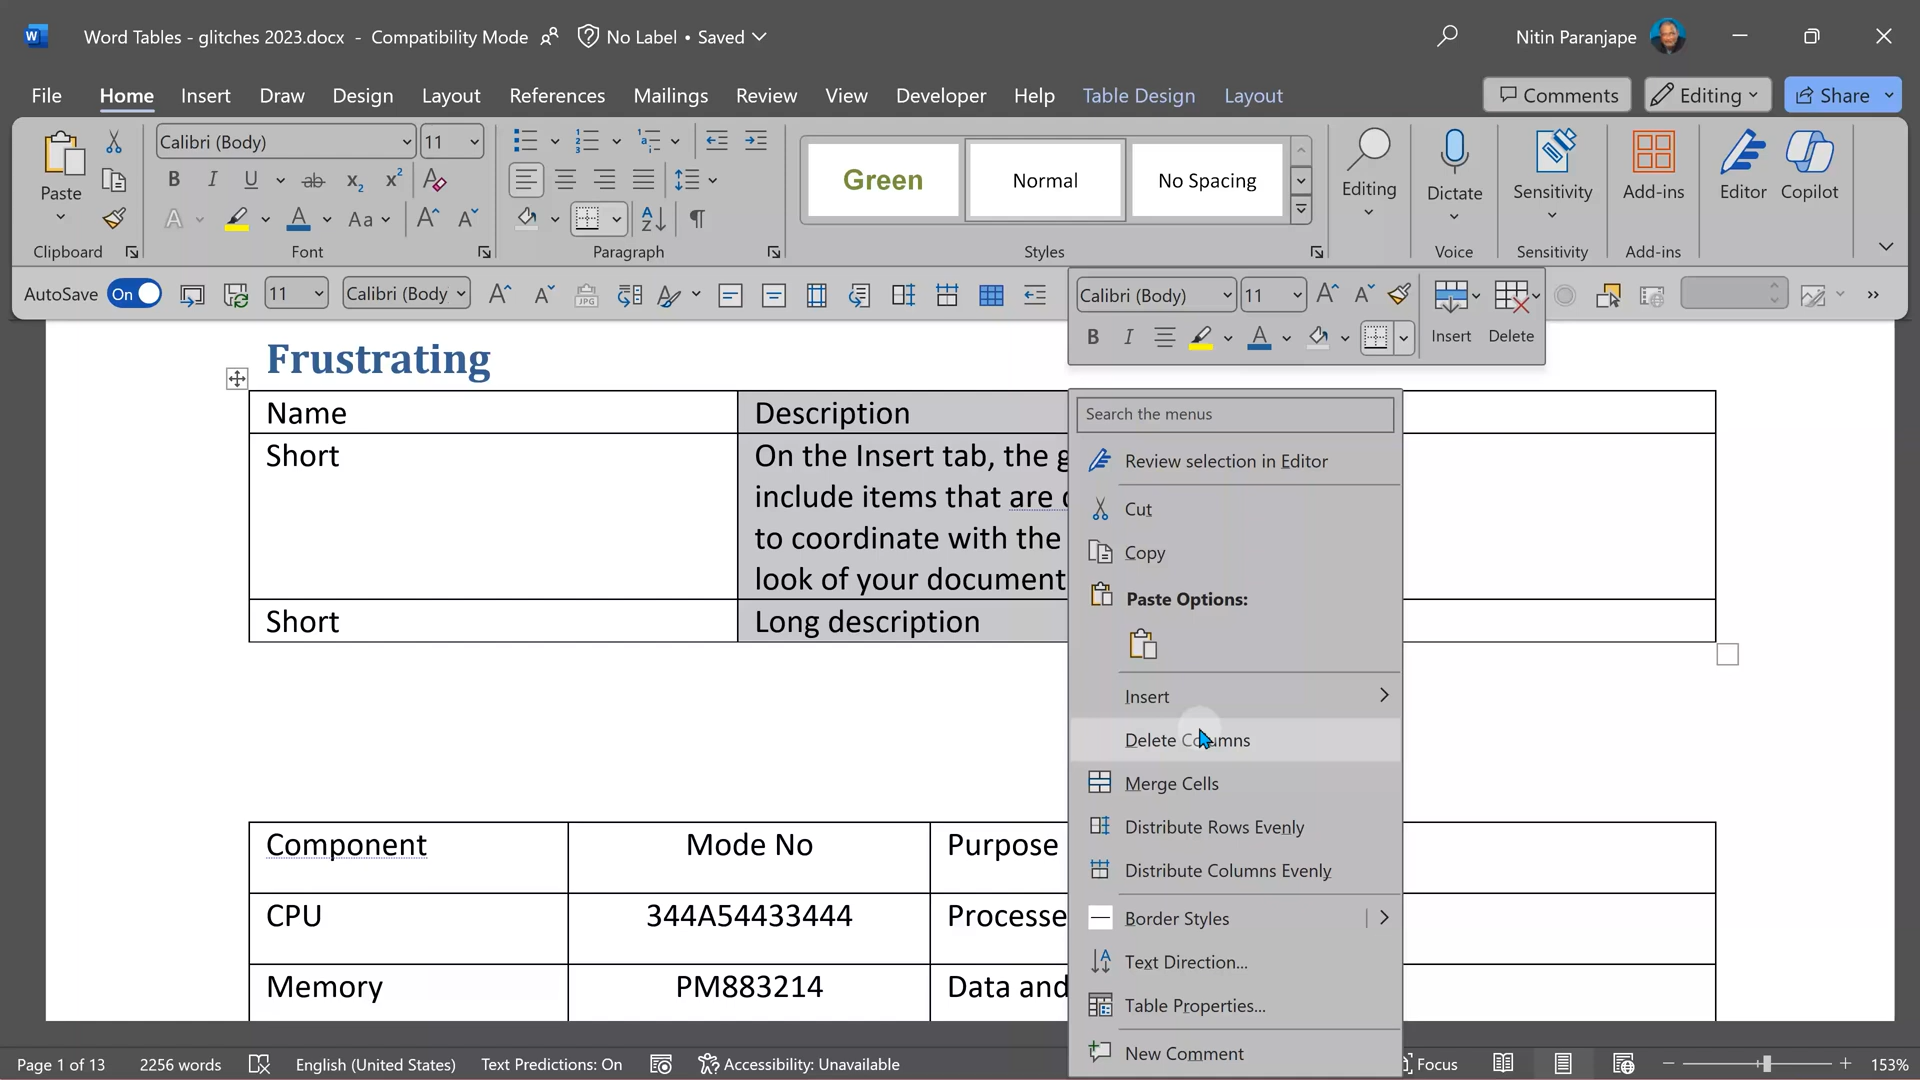 Word Tables - glitches 2023.docx - Compatibility Mode No Label • Saved Nitin Paranjape
File Home Insert Draw Design Layout References Mailings Review View Developer Help Table Design Layout Comments Editing Share
Paste Calibri (Body) 11 Green Normal No Spacing Editing Dictate Sensitivity Add-ins Editor Copilot
Clipboard Font Paragraph Styles Voice Sensitivity Add-ins
AutoSave On 11 Calibri (Body)
Calibri (Body) 11 Insert Delete
Frustrating
Name Description
Short On the Insert tab, the g
include items that are
to coordinate with the
look of your document
Short Long description
Search the menus
Review selection in Editor
Cut
Copy
Paste Options:
Insert
Delete Columns
Merge Cells
Distribute Rows Evenly
Distribute Columns Evenly
Border Styles
Text Direction...
Table Properties...
New Comment
Component Mode No Purpose
CPU 344A54433444 Processe
Memory PM883214 Data and
Page 1 of 13 2256 words English (United States) Text Predictions: On Accessibility: Unavailable Focus 153%